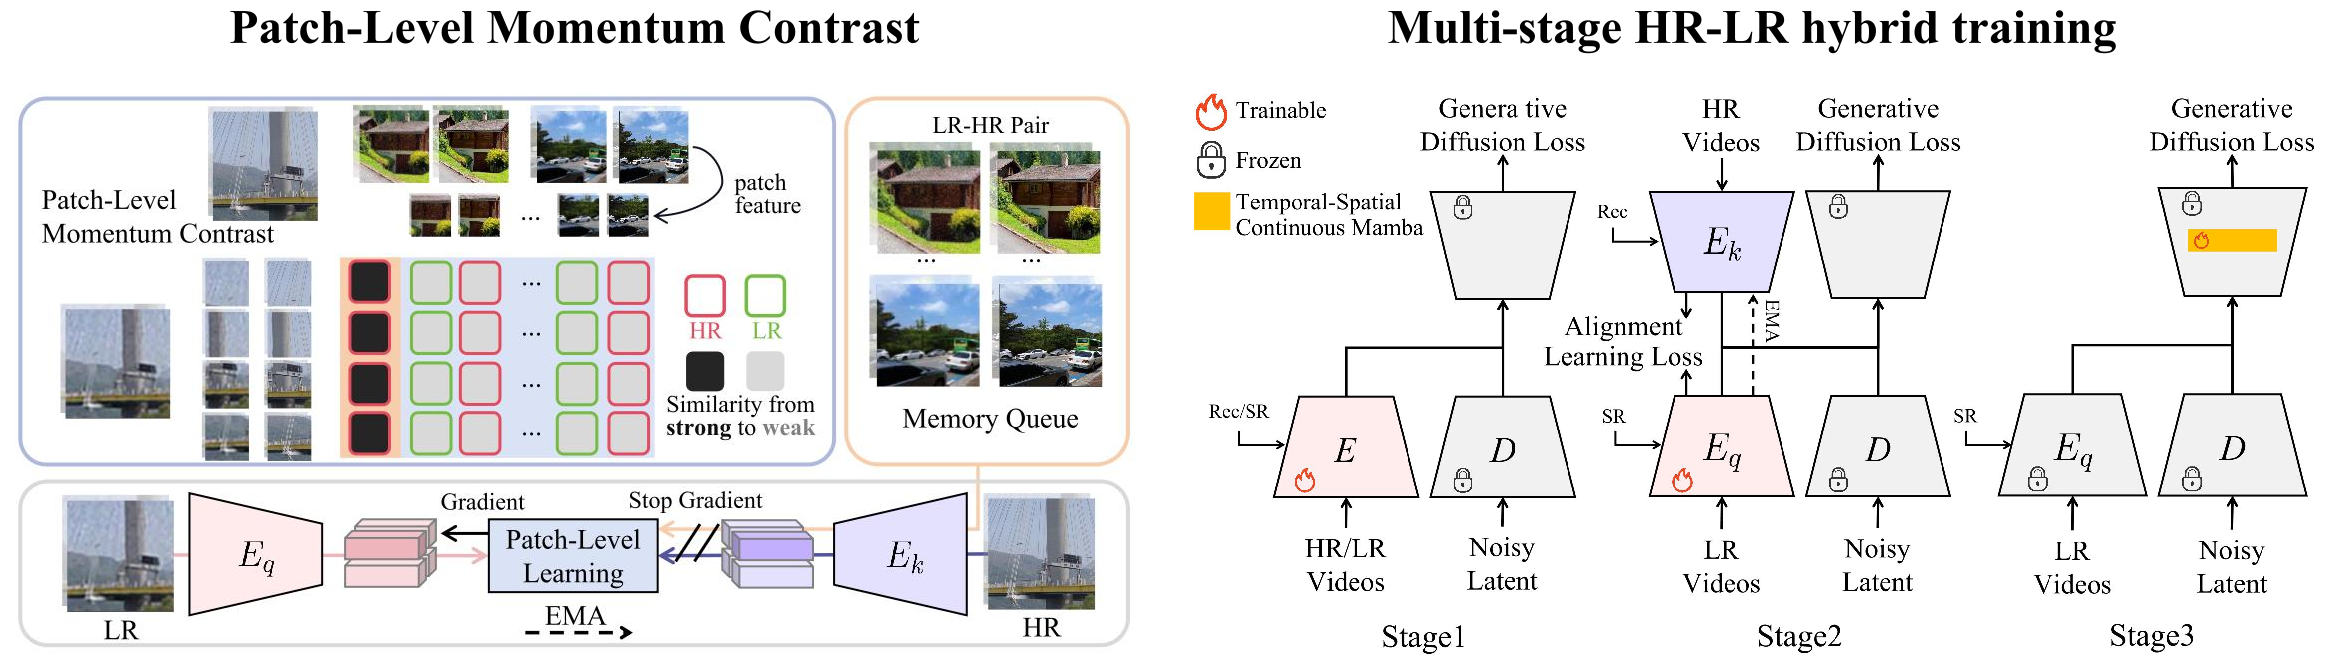 Patch-Level Momentum Contrast
Patch-Level
Momentum Contrast
patch
feature
...
...
...
...
...
HR
LR
Similarity from
strong to weak
LR-HR Pair
...
...
Memory Queue
LR
E_q
Gradient
Patch-Level
Learning
Stop Gradient
E_k
HR
EMA
Multi-stage HR-LR hybrid training
Trainable
Frozen
Temporal-Spatial
Continuous Mamba
Genera tive
Diffusion Loss
Rec/SR
E
D
HR/LR
Videos
Noisy
Latent
Stage1
HR
Videos
Generative
Diffusion Loss
Rec
E_k
EMA
Alignment
Learning Loss
SR
E_q
D
LR
Videos
Noisy
Latent
Stage2
Generative
Diffusion Loss
SR
E_q
D
LR
Videos
Noisy
Latent
Stage3